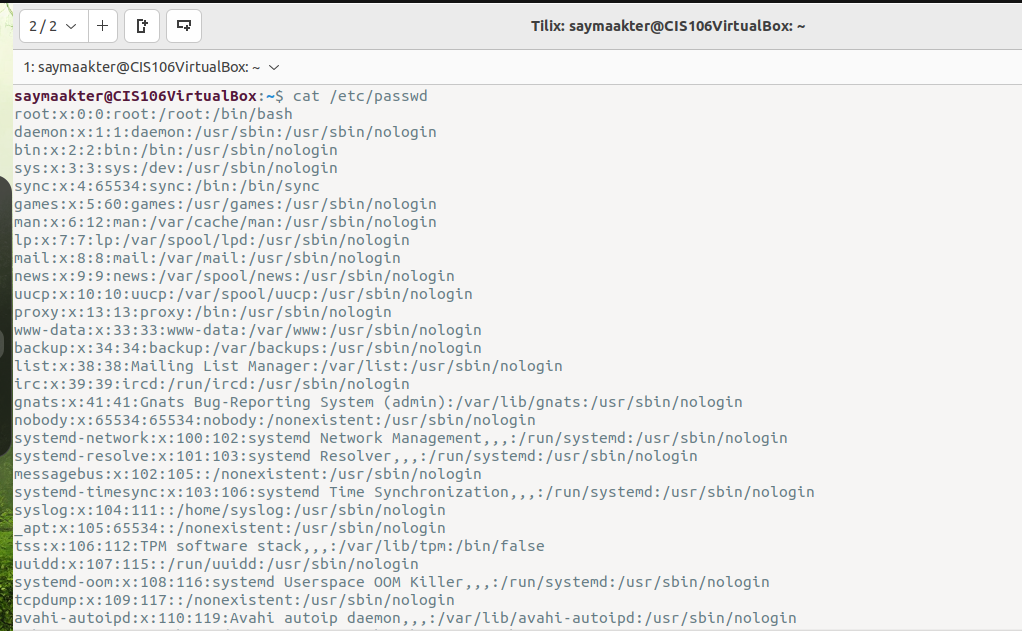 2 / 2
Tilix: saymaakter@CIS106VirtualBox: ~
1: saymaakter@CIS106VirtualBox: ~
saymaakter@CIS106VirtualBox:~$ cat /etc/passwd
root:x:0:0:root:/root:/bin/bash
daemon:x:1:1:daemon:/usr/sbin:/usr/sbin/nologin
bin:x:2:2:bin:/bin:/usr/sbin/nologin
sys:x:3:3:sys:/dev:/usr/sbin/nologin
sync:x:4:65534:sync:/bin:/bin/sync
games:x:5:60:games:/usr/games:/usr/sbin/nologin
man:x:6:12:man:/var/cache/man:/usr/sbin/nologin
lp:x:7:7:lp:/var/spool/lpd:/usr/sbin/nologin
mail:x:8:8:mail:/var/mail:/usr/sbin/nologin
news:x:9:9:news:/var/spool/news:/usr/sbin/nologin
uucp:x:10:10:uucp:/var/spool/uucp:/usr/sbin/nologin
proxy:x:13:13:proxy:/bin:/usr/sbin/nologin
www-data:x:33:33:www-data:/var/www:/usr/sbin/nologin
backup:x:34:34:backup:/var/backups:/usr/sbin/nologin
list:x:38:38:Mailing List Manager:/var/list:/usr/sbin/nologin
irc:x:39:39:ircd:/run/ircd:/usr/sbin/nologin
gnats:x:41:41:Gnats Bug-Reporting System (admin):/var/lib/gnats:/usr/sbin/nologin
nobody:x:65534:65534:nobody:/nonexistent:/usr/sbin/nologin
systemd-network:x:100:102:systemd Network Management,,,:/run/systemd:/usr/sbin/nologin
systemd-resolve:x:101:103:systemd Resolver,,,:/run/systemd:/usr/sbin/nologin
messagebus:x:102:105::/nonexistent:/usr/sbin/nologin
systemd-timesync:x:103:106:systemd Time Synchronization,,,:/run/systemd:/usr/sbin/nologin
syslog:x:104:111::/home/syslog:/usr/sbin/nologin
_apt:x:105:65534::/nonexistent:/usr/sbin/nologin
tss:x:106:112:TPM software stack,,,:/var/lib/tpm:/bin/false
uuidd:x:107:115::/run/uuidd:/usr/sbin/nologin
systemd-oom:x:108:116:systemd Userspace OOM Killer,,,:/run/systemd:/usr/sbin/nologin
tcpdump:x:109:117::/nonexistent:/usr/sbin/nologin
avahi-autoipd:x:110:119:Avahi autoip daemon,,,:/var/lib/avahi-autoipd:/usr/sbin/nologin